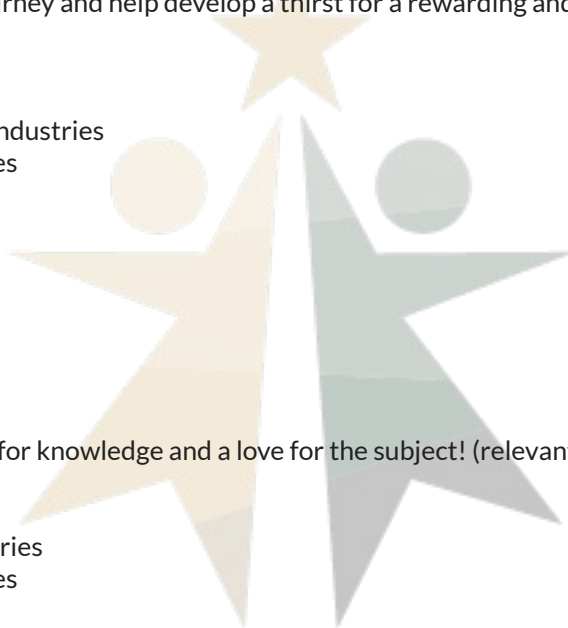 urney and help develop a thirst for a rewarding and
ndustries
es
for knowledge and a love for the subject! (relevant
ries
es